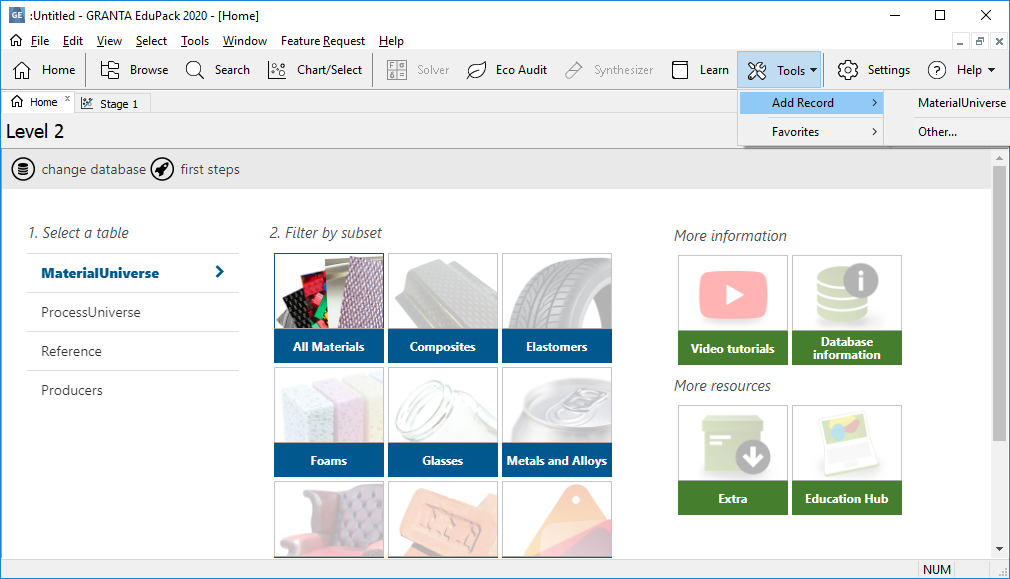 GE :Untitled - GRANTA EduPack 2020 - [Home]
File Edit View Select Tools Window Feature Request Help
Home Browse Search Chart/Select Solver Eco Audit Synthesizer Learn Tools Settings ? Help
Home x Stage 1
Add Record > MaterialUniverse
Favorites > Other...
Level 2
change database first steps
1. Select a table
MaterialUniverse
ProcessUniverse
Reference
Producers
2. Filter by subset
All Materials Composites Elastomers
Foams Glasses Metals and Alloys
More information
Video tutorials
Database
information
More resources
Extra Education Hub
NUM